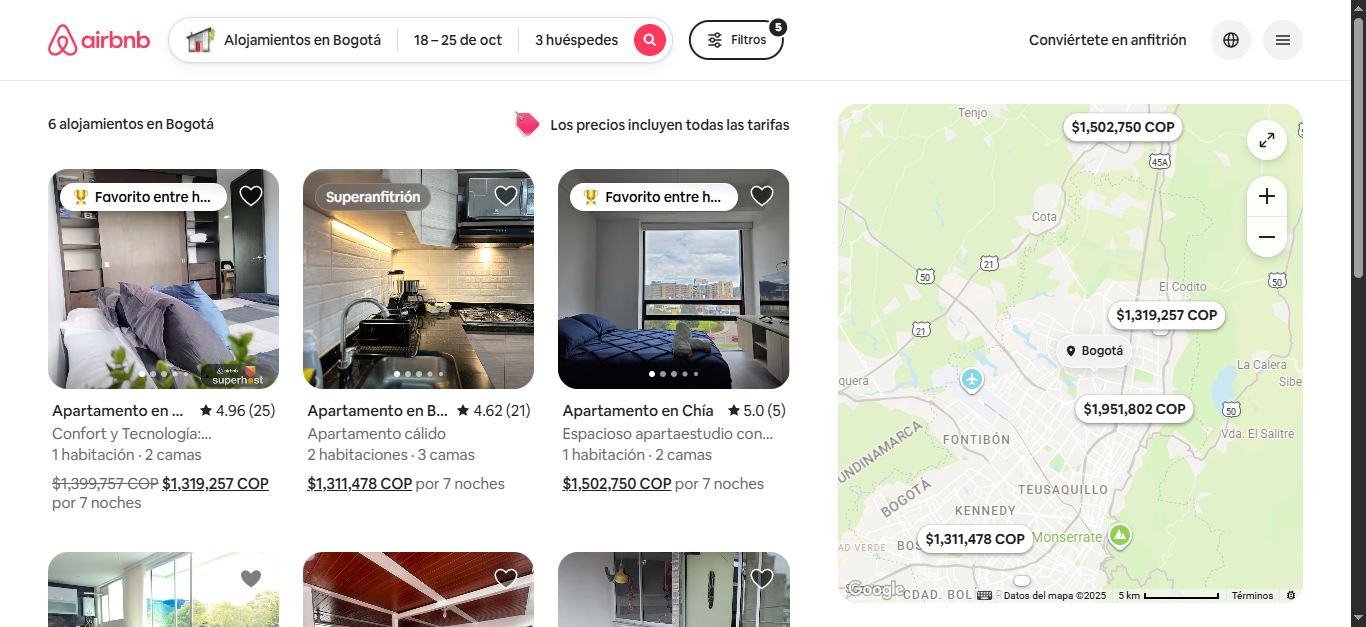 airbnb
Alojamientos en Bogotá
18 – 25 de oct
3 huéspedes
Filtros
5
Conviértete en anfitrión
6 alojamientos en Bogotá
Los precios incluyen todas las tarifas
Favorito entre h...
airbnb
superhost
Apartamento en ...
4.96 (25)
Confort y Tecnología:...
1 habitación · 2 camas
$1,399,757 COP $1,319,257 COP
por 7 noches
Superanfitrión
Apartamento en B...
4.62 (21)
Apartamento cálido
2 habitaciones · 3 camas
$1,311,478 COP por 7 noches
Favorito entre h...
Apartamento en Chía
5.0 (5)
Espacioso apartaestudio con...
1 habitación · 2 camas
$1,502,750 COP por 7 noches
Tenjo
$1,502,750 COP
45A
Cota
21
50
El Codito
50
$1,319,257 COP
21
Bogotá
La Calera
quera
Sibe
$1,951,802 COP
50
Vda. El Salitre
FONTIBÓN
UNDINAMARCA
BOGOTÁ
TEUSAQUILLO
KENNEDY
$1,311,478 COP
Monserrate
AD VERDE
BOS
Google
CDAD. BOL
R
Datos del mapa ©2025
5 km
Términos